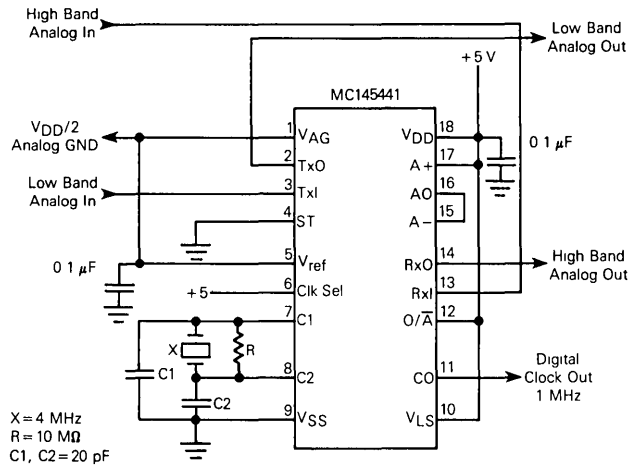 High Band
Analog In
Low Band
Analog Out
+5 V
MC145441
VDD/2
Analog GND
1 VAG
VDD 18
0 1 µF
2 TxO
A+ 17
Low Band
Analog In
3 TxI
AO 16
4 ST
A− 15
0 1 µF
5 Vref
RxO 14
High Band
Analog Out
+5
6 Clk Sel
RxI 13
7 C1
O/A̅ 12
X
R
C1
8 C2
CO 11
Digital
Clock Out
1 MHz
C2
9 VSS
VLS 10
X = 4 MHz
R = 10 MΩ
C1, C2 = 20 pF